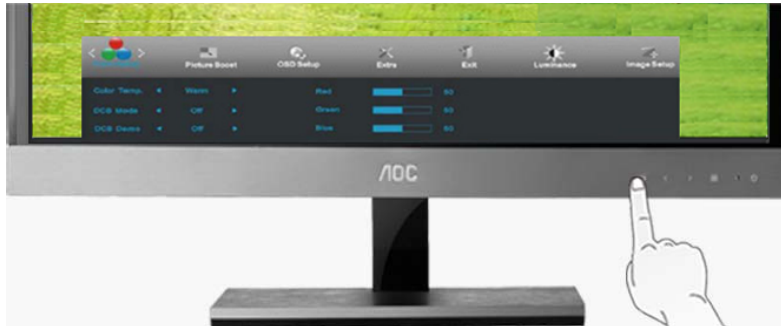 Picture Boost OSD Setup Extra Exit Luminance Image Setup
Color Temp. Warm Red 50
DCB Mode Off Green 50
DCB Demo Off Blue 50
AOC